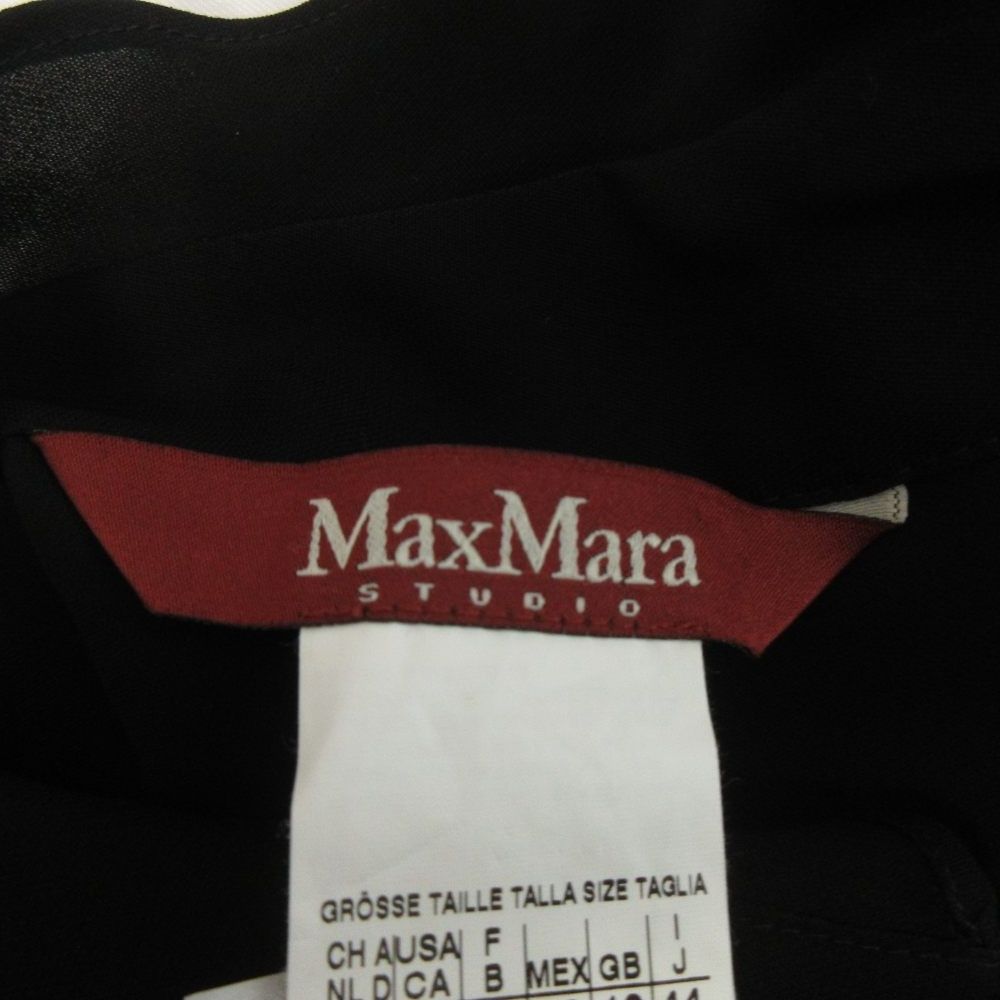 MaxMara
STUDIO
GRÖSSE TAILLE TALLA SIZE TAGLIA
CH A USA F I
NL D CA B MEX GB J